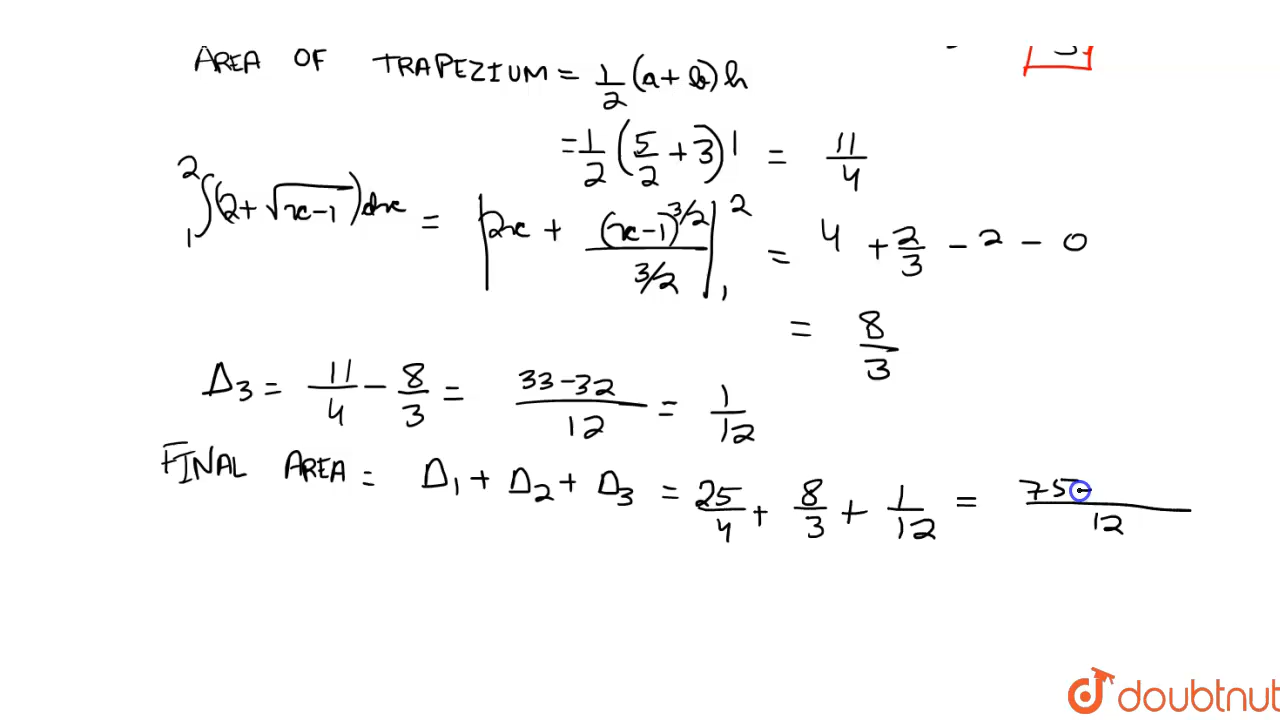 AREA OF TRAPEZIUM = 1/2 (a + b) h
= 1/2 (5/2 + 3) 1 = 11/4
∫₁² (2 + √(x-1)) dx = |2x + (x-1)^(3/2) / (3/2)|₁² = 4 + 2/3 - 2 - 0
= 8/3
Δ3 = 11/4 - 8/3 = (33-32)/12 = 1/12
FINAL AREA = Δ1 + Δ2 + Δ3 = 25/4 + 8/3 + 1/12 = 75/12
doubtnut